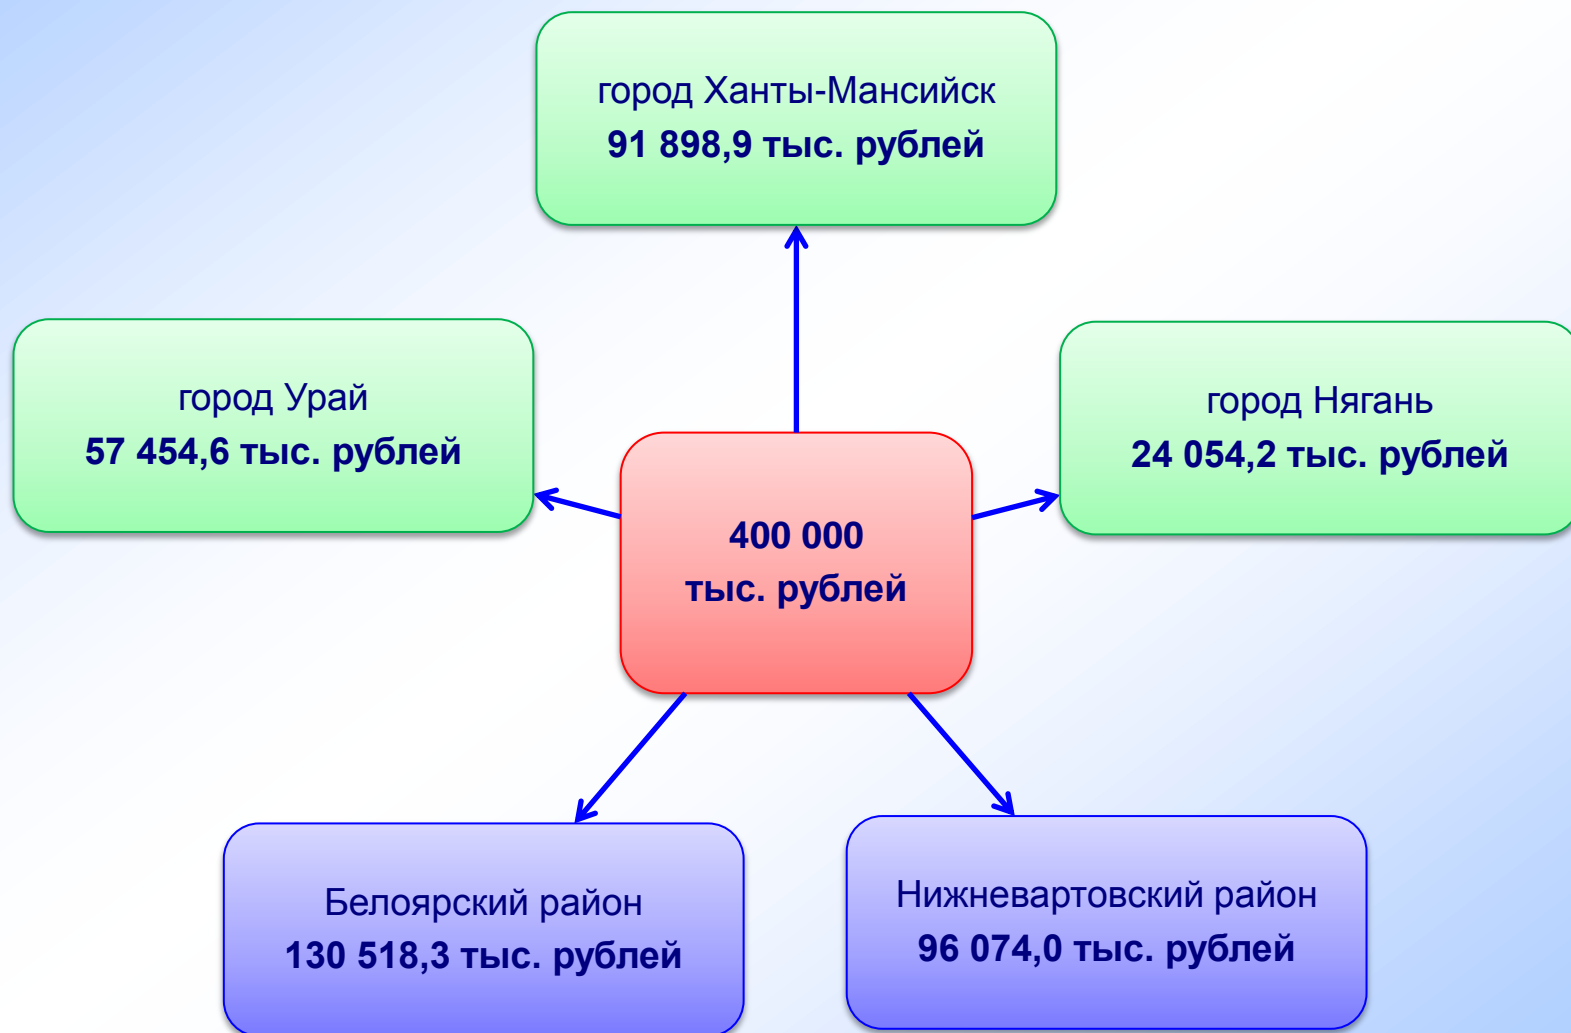 город Ханты-Мансийск
91 898,9 тыс. рублей
город Урай
57 454,6 тыс. рублей
город Нягань
24 054,2 тыс. рублей
400 000
тыс. рублей
Белоярский район
130 518,3 тыс. рублей
Нижневартовский район
96 074,0 тыс. рублей